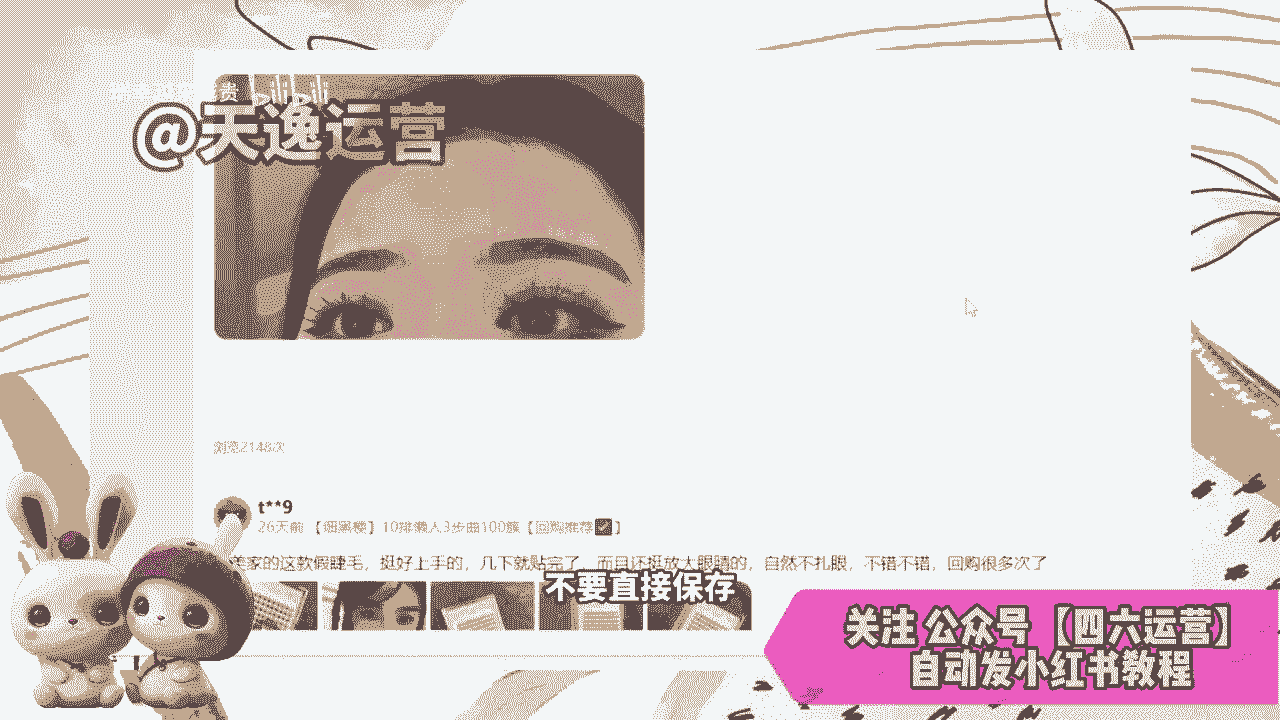 bilibili
@天逸运营
浏览2148次
t**9
26天前 【细黑梗】10排懒人3步曲100簇【回购推荐✅】
家的这款假睫毛，挺好上手的，几下就贴完了，而且还挺放大眼睛的，自然不扎眼，不错不错，回购很多次了
不要直接保存
关注 公众号 【四六运营】
自动发小红书教程